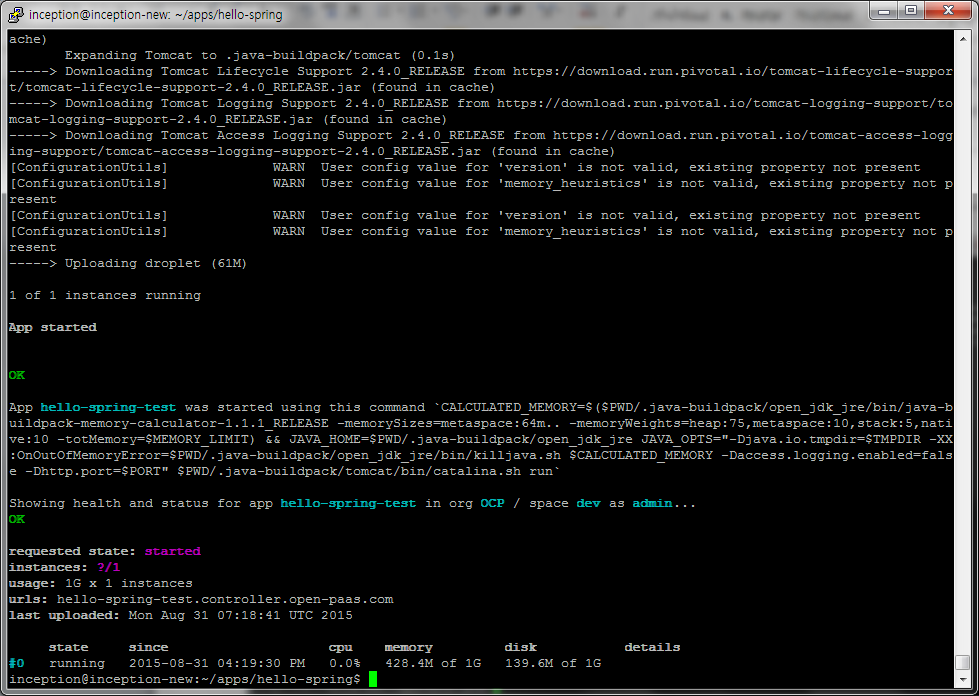 inception@inception-new: ~/apps/hello-spring
ache)
       Expanding Tomcat to .java-buildpack/tomcat (0.1s)
-----> Downloading Tomcat Lifecycle Support 2.4.0_RELEASE from https://download.run.pivotal.io/tomcat-lifecycle-suppor
t/tomcat-lifecycle-support-2.4.0_RELEASE.jar (found in cache)
-----> Downloading Tomcat Logging Support 2.4.0_RELEASE from https://download.run.pivotal.io/tomcat-logging-support/to
mcat-logging-support-2.4.0_RELEASE.jar (found in cache)
-----> Downloading Tomcat Access Logging Support 2.4.0_RELEASE from https://download.run.pivotal.io/tomcat-access-logg
ing-support/tomcat-access-logging-support-2.4.0_RELEASE.jar (found in cache)
[ConfigurationUtils]             WARN  User config value for 'version' is not valid, existing property not present
[ConfigurationUtils]             WARN  User config value for 'memory_heuristics' is not valid, existing property not p
resent
[ConfigurationUtils]             WARN  User config value for 'version' is not valid, existing property not present
[ConfigurationUtils]             WARN  User config value for 'memory_heuristics' is not valid, existing property not p
resent
-----> Uploading droplet (61M)
1 of 1 instances running
App started
OK
App hello-spring-test was started using this command `CALCULATED_MEMORY=$($PWD/.java-buildpack/open_jdk_jre/bin/java-b
uildpack-memory-calculator-1.1.1_RELEASE -memorySizes=metaspace:64m.. -memoryWeights=heap:75,metaspace:10,stack:5,nati
ve:10 -totMemory=$MEMORY_LIMIT) && JAVA_HOME=$PWD/.java-buildpack/open_jdk_jre JAVA_OPTS="-Djava.io.tmpdir=$TMPDIR -XX
:OnOutOfMemoryError=$PWD/.java-buildpack/open_jdk_jre/bin/killjava.sh $CALCULATED_MEMORY -Daccess.logging.enabled=fals
e -Dhttp.port=$PORT" $PWD/.java-buildpack/tomcat/bin/catalina.sh run`
Showing health and status for app hello-spring-test in org OCP / space dev as admin...
OK
requested state: started
instances: ?/1
usage: 1G x 1 instances
urls: hello-spring-test.controller.open-paas.com
last uploaded: Mon Aug 31 07:18:41 UTC 2015
     state     since                    cpu    memory         disk           details
#0   running   2015-08-31 04:19:30 PM   0.0%   428.4M of 1G   139.6M of 1G
inception@inception-new:~/apps/hello-spring$